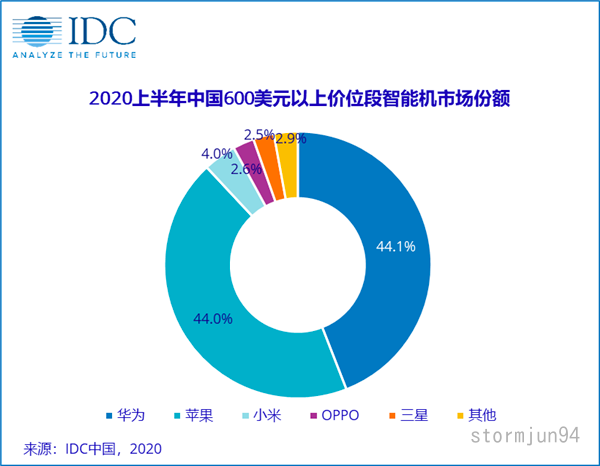 IDC
ANALYZE THE FUTURE
2020上半年中国600美元以上价位段智能机市场份额
2.5%
2.9%
4.0%
2.6%
44.1%
44.0%
华为 苹果 小米 OPPO 三星 其他
stormjun94
来源：IDC中国，2020